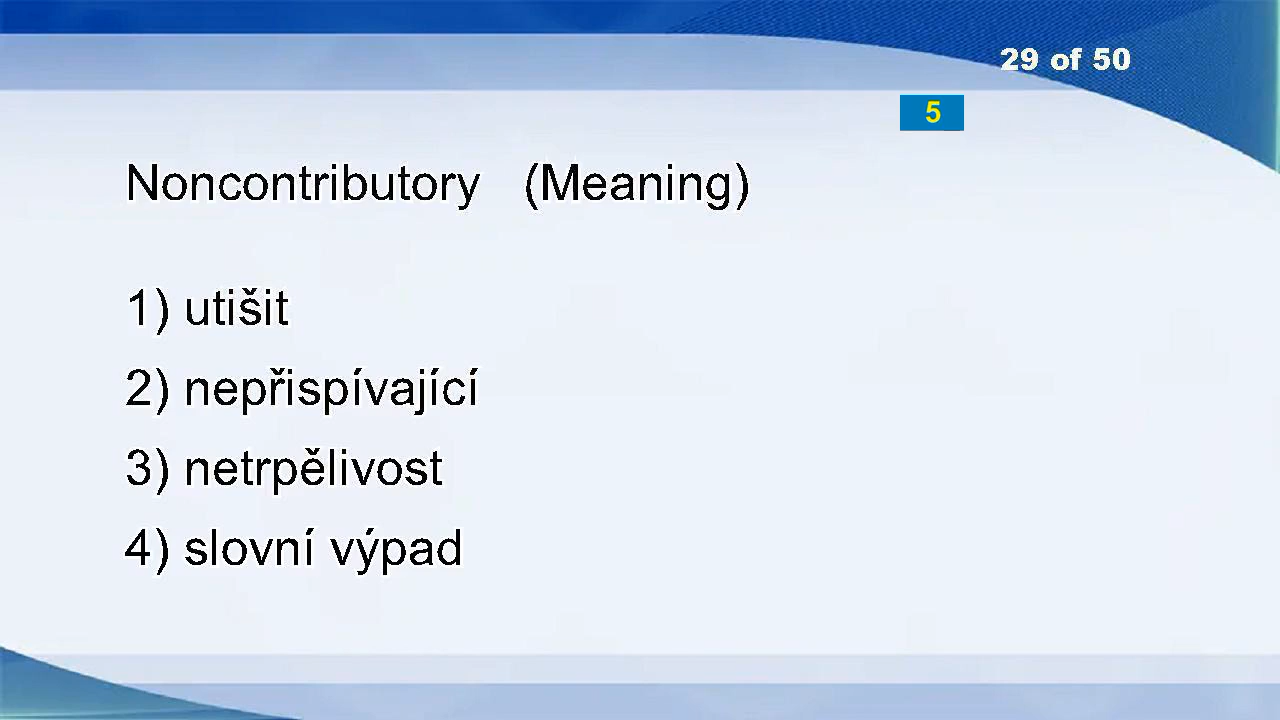 29 of 50
5
Noncontributory (Meaning)
1) utišit
2) nepřispívající
3) netrpělivost
4) slovní výpad